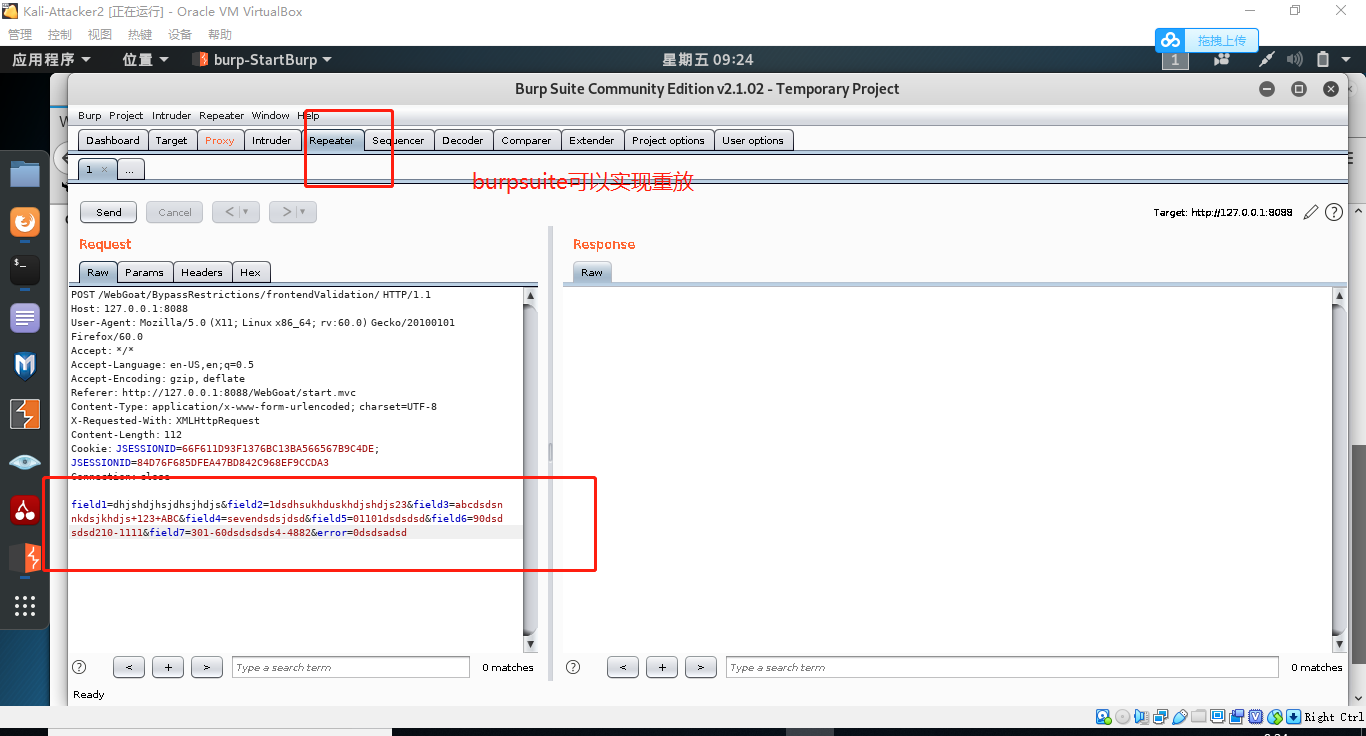 Kali-Attacker2 [正在运行] - Oracle VM VirtualBox
管理 控制 视图 热键 设备 帮助
拖拽上传
应用程序 位置 burp-StartBurp 星期五 09:24 1
Burp Suite Community Edition v2.1.02 - Temporary Project
Burp Project Intruder Repeater Window Help
Dashboard Target Proxy Intruder Repeater Sequencer Decoder Comparer Extender Project options User options
1 × ...
burpsuite可以实现重放
Send Cancel < > Target: http://127.0.0.1:8088
Request Response
Raw Params Headers Hex Raw
POST /WebGoat/BypassRestrictions/frontendValidation/ HTTP/1.1
Host: 127.0.0.1:8088
User-Agent: Mozilla/5.0 (X11; Linux x86_64; rv:60.0) Gecko/20100101
Firefox/60.0
Accept: */*
Accept-Language: en-US,en;q=0.5
Accept-Encoding: gzip, deflate
Referer: http://127.0.0.1:8088/WebGoat/start.mvc
Content-Type: application/x-www-form-urlencoded; charset=UTF-8
X-Requested-With: XMLHttpRequest
Content-Length: 112
Cookie: JSESSIONID=66F611D93F1376BC13BA566567B9C4DE;
JSESSIONID=84D76F685DFEA47BD842C968EF9CCDA3
Connection: close
field1=dhjshdjhsjdhsjhdjs&field2=1dsdhsukhduskhdjshdjs23&field3=abcdsdsn
nkdsjkhdjs+123+ABC&field4=sevendsdsjdsd&field5=01101dsdsdsd&field6=90dsd
sdsd210-1111&field7=301-60dsdsdsds4-4882&error=0dsdsadsd
? < + > Type a search term 0 matches ? < + > Type a search term 0 matches
Ready
Right Ctrl